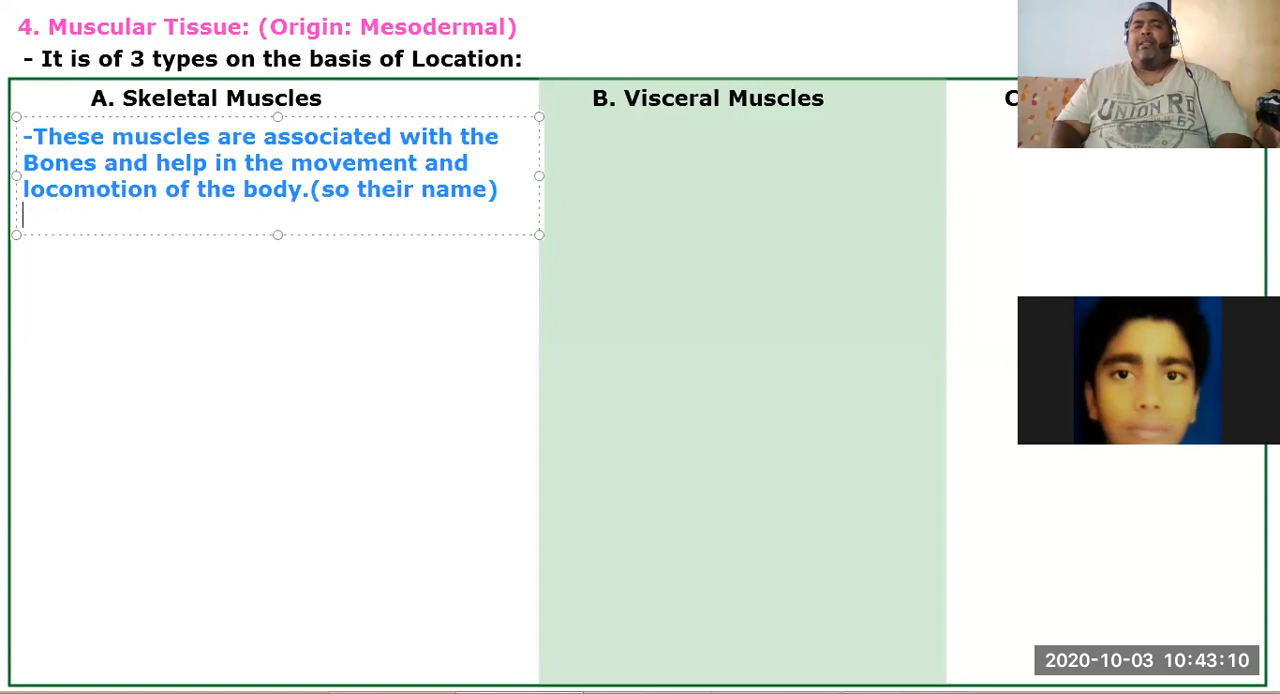 4. Muscular Tissue: (Origin: Mesodermal)
- It is of 3 types on the basis of Location:
A. Skeletal Muscles
B. Visceral Muscles
C
-These muscles are associated with the
Bones and help in the movement and
locomotion of the body.(so their name)
UNION RD
2020-10-03 10:43:10